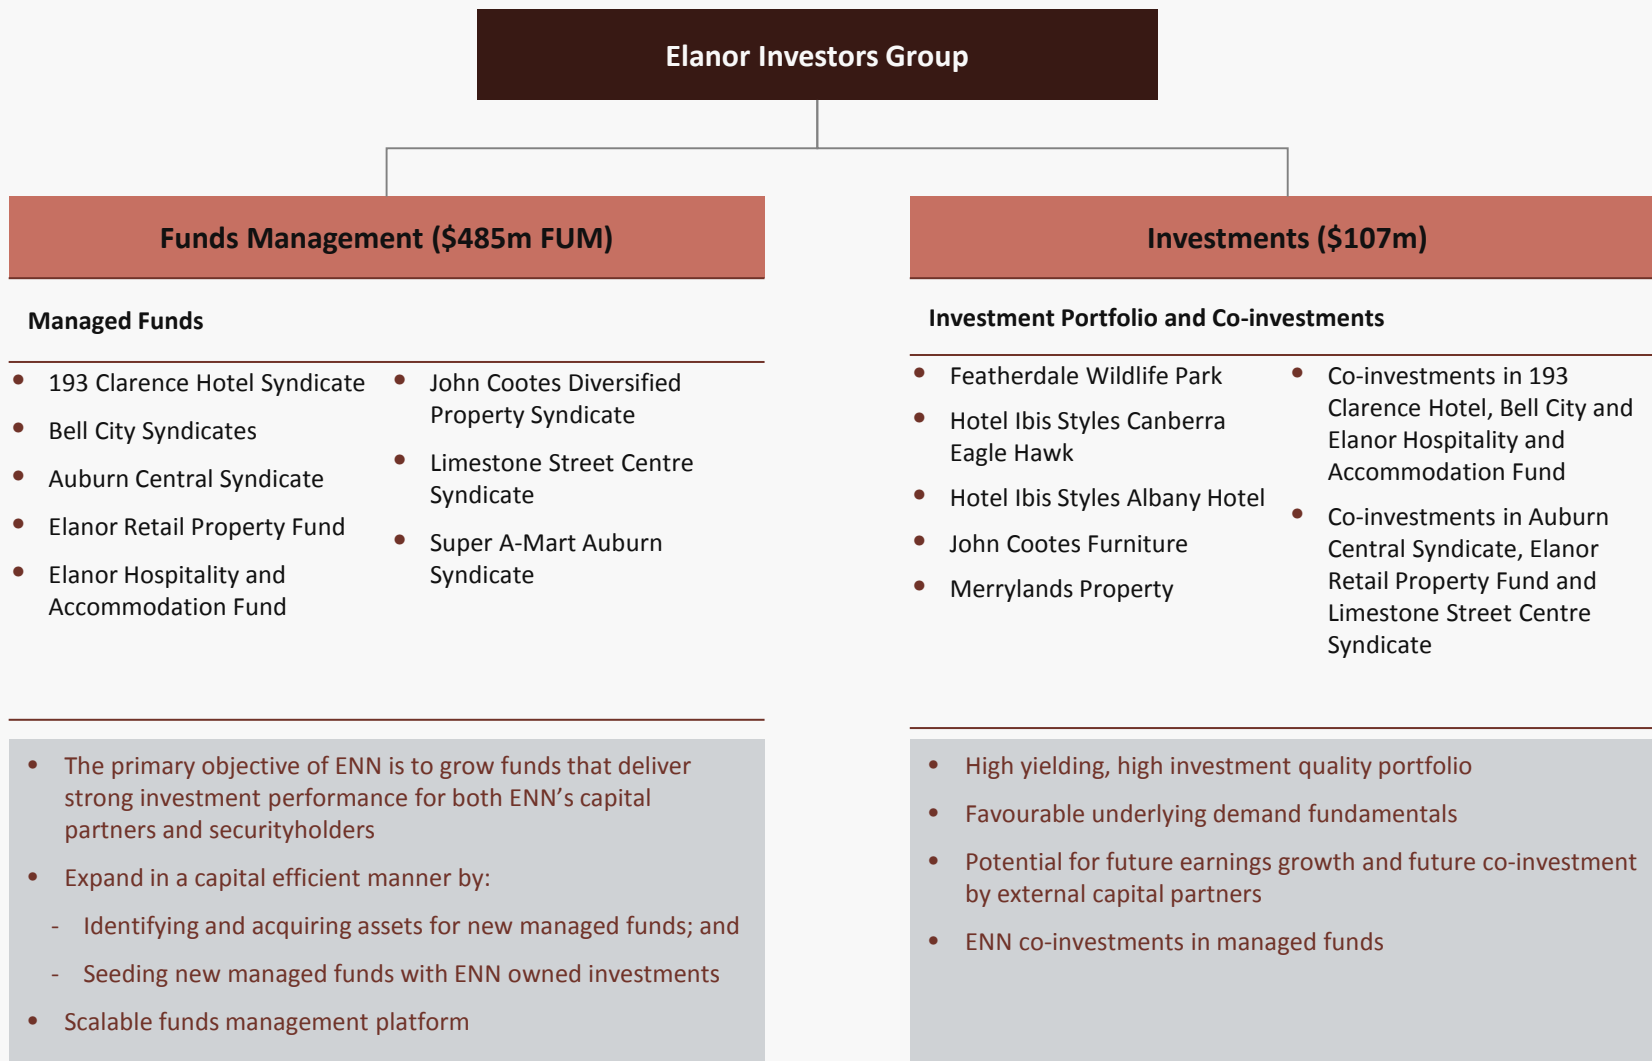 Elanor Investors Group
Funds Management ($485m FUM)
Managed Funds
• 193 Clarence Hotel Syndicate
• Bell City Syndicates
• Auburn Central Syndicate
• Elanor Retail Property Fund
• Elanor Hospitality and
Accommodation Fund
• John Cootes Diversified
Property Syndicate
• Limestone Street Centre
Syndicate
• Super A-Mart Auburn
Syndicate
• The primary objective of ENN is to grow funds that deliver
strong investment performance for both ENN’s capital
partners and securityholders
• Expand in a capital efficient manner by:
- Identifying and acquiring assets for new managed funds; and
- Seeding new managed funds with ENN owned investments
• Scalable funds management platform
Investments ($107m)
Investment Portfolio and Co-investments
• Featherdale Wildlife Park
• Hotel Ibis Styles Canberra
Eagle Hawk
• Hotel Ibis Styles Albany Hotel
• John Cootes Furniture
• Merrylands Property
• Co-investments in 193
Clarence Hotel, Bell City and
Elanor Hospitality and
Accommodation Fund
• Co-investments in Auburn
Central Syndicate, Elanor
Retail Property Fund and
Limestone Street Centre
Syndicate
• High yielding, high investment quality portfolio
• Favourable underlying demand fundamentals
• Potential for future earnings growth and future co-investment
by external capital partners
• ENN co-investments in managed funds